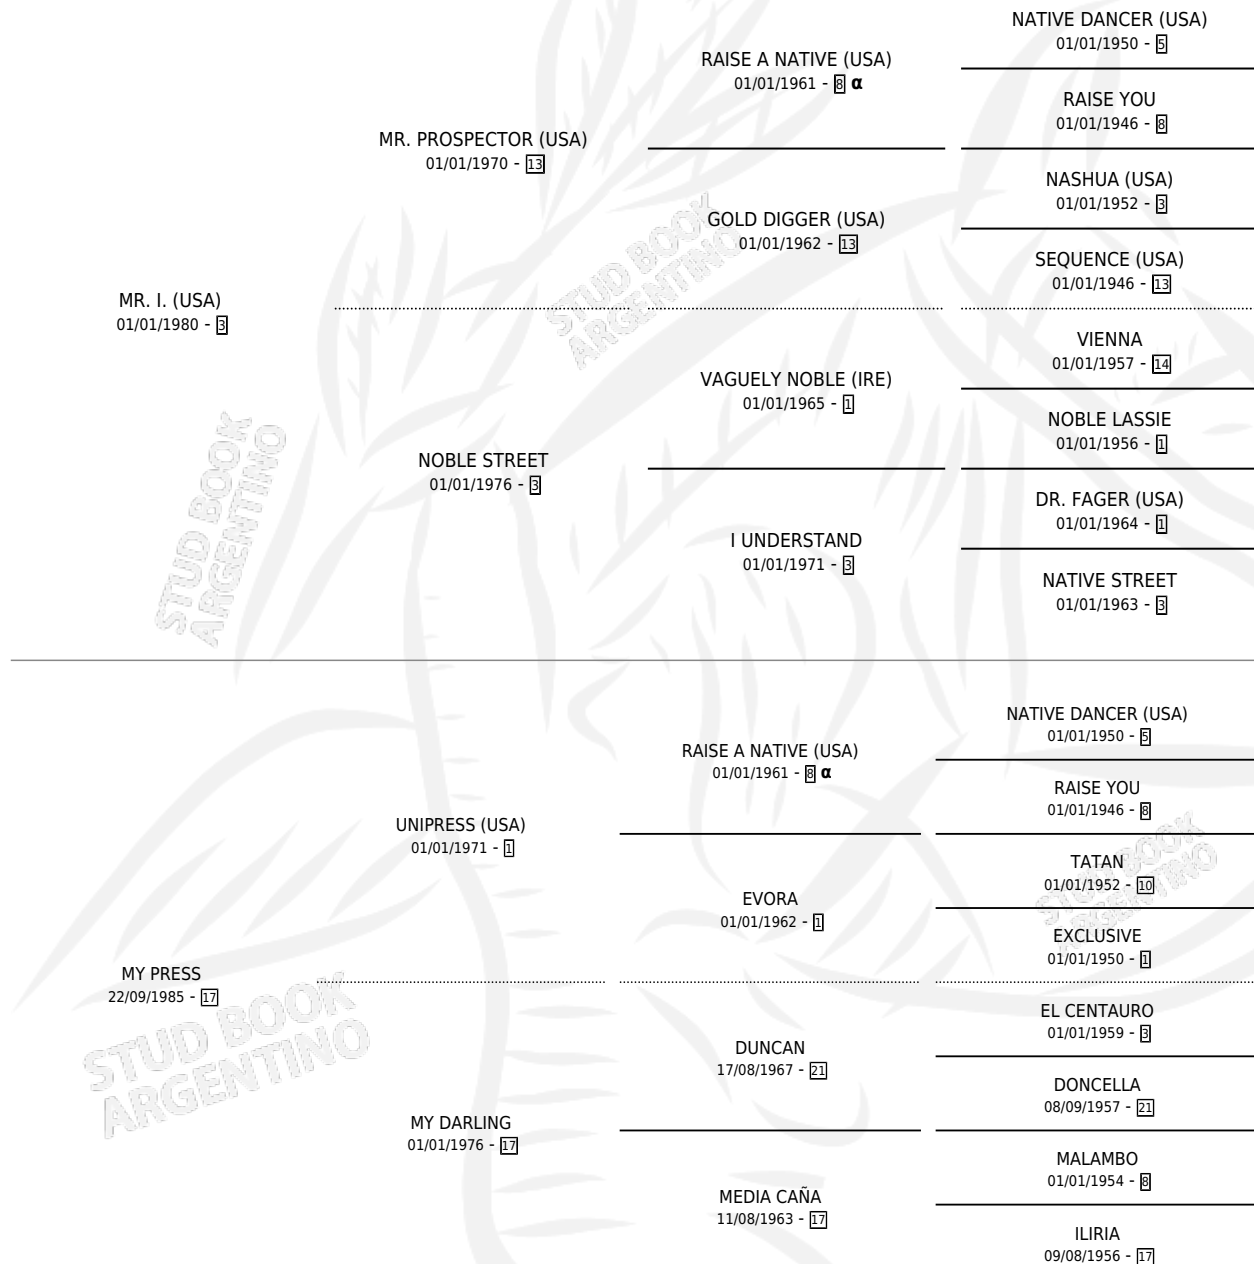 NATIVE DANCER (USA)
01/01/1950 - 5
RAISE A NATIVE (USA)
01/01/1961 - 8 α
RAISE YOU
01/01/1946 - 8
MR. PROSPECTOR (USA)
01/01/1970 - 13
NASHUA (USA)
01/01/1952 - 3
GOLD DIGGER (USA)
01/01/1962 - 13
SEQUENCE (USA)
01/01/1946 - 13
MR. I. (USA)
01/01/1980 - 3
VIENNA
01/01/1957 - 14
VAGUELY NOBLE (IRE)
01/01/1965 - 1
NOBLE LASSIE
01/01/1956 - 1
NOBLE STREET
01/01/1976 - 3
DR. FAGER (USA)
01/01/1964 - 1
I UNDERSTAND
01/01/1971 - 3
NATIVE STREET
01/01/1963 - 3
NATIVE DANCER (USA)
01/01/1950 - 5
RAISE A NATIVE (USA)
01/01/1961 - 8 α
RAISE YOU
01/01/1946 - 8
UNIPRESS (USA)
01/01/1971 - 1
TATAN
01/01/1952 - 10
EVORA
01/01/1962 - 1
EXCLUSIVE
01/01/1950 - 1
MY PRESS
22/09/1985 - 17
EL CENTAURO
01/01/1959 - 3
DUNCAN
17/08/1967 - 21
DONCELLA
08/09/1957 - 21
MY DARLING
01/01/1976 - 17
MALAMBO
01/01/1954 - 8
MEDIA CAÑA
11/08/1963 - 17
ILIRIA
09/08/1956 - 17
STUD BOOK
ARGENTINO
STUD BOOK
ARGENTINO
STUD BOOK
ARGENTINO
STUD BOOK
ARGENTINO